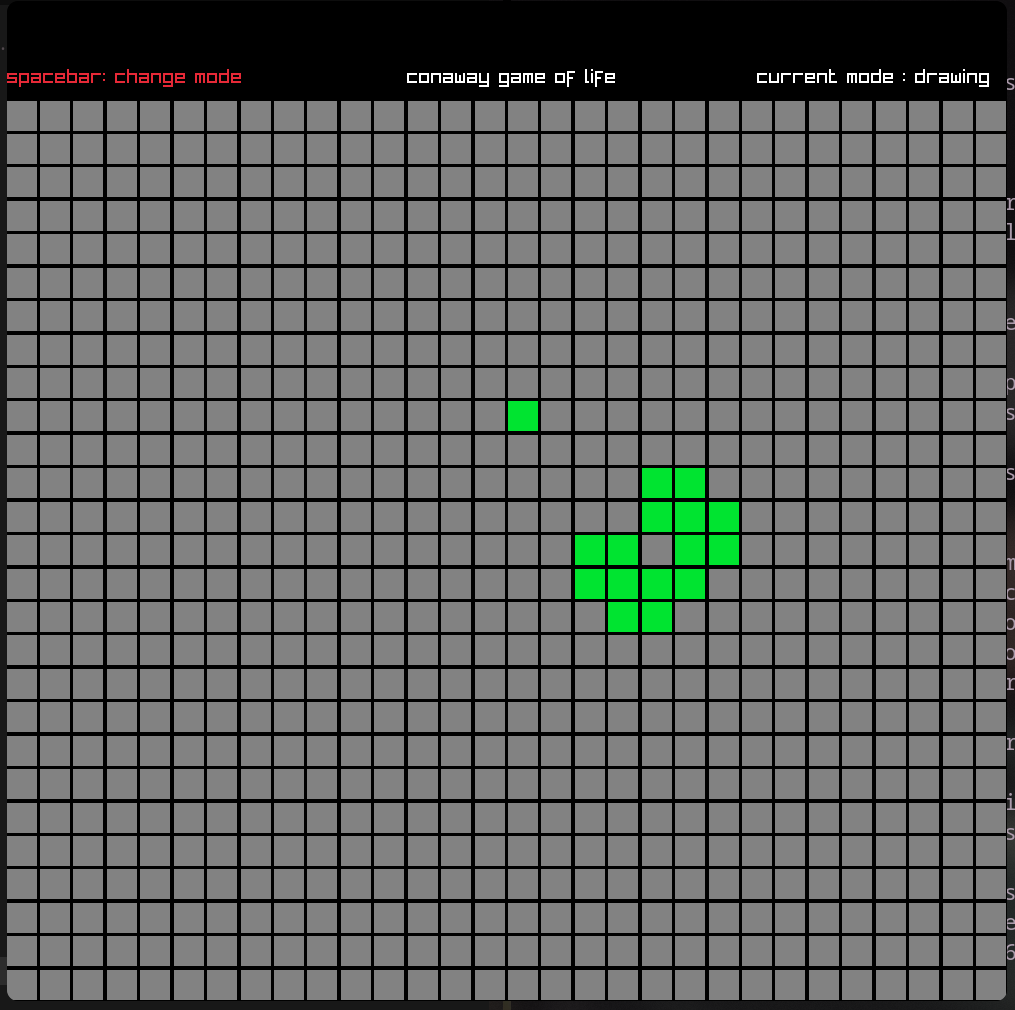 spacebar: change mode
conaway game of life
current mode : drawing